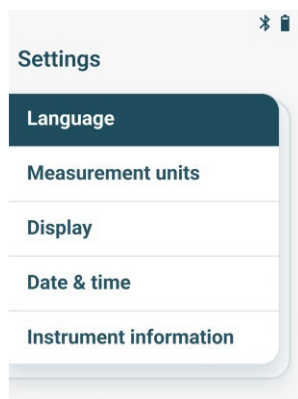 Settings
Language
Measurement units
Display
Date & time
Instrument information